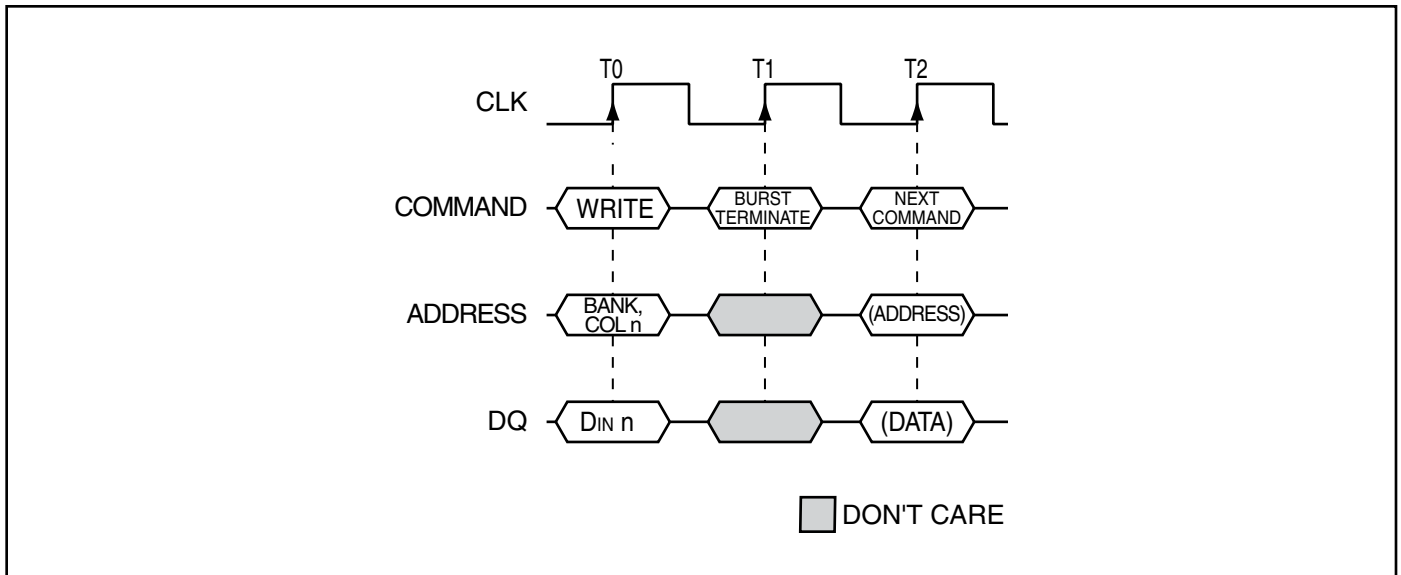 T0 T1 T2
CLK
COMMAND WRITE BURST TERMINATE NEXT COMMAND
ADDRESS BANK, COL n (ADDRESS)
DQ DIN n (DATA)
DON'T CARE